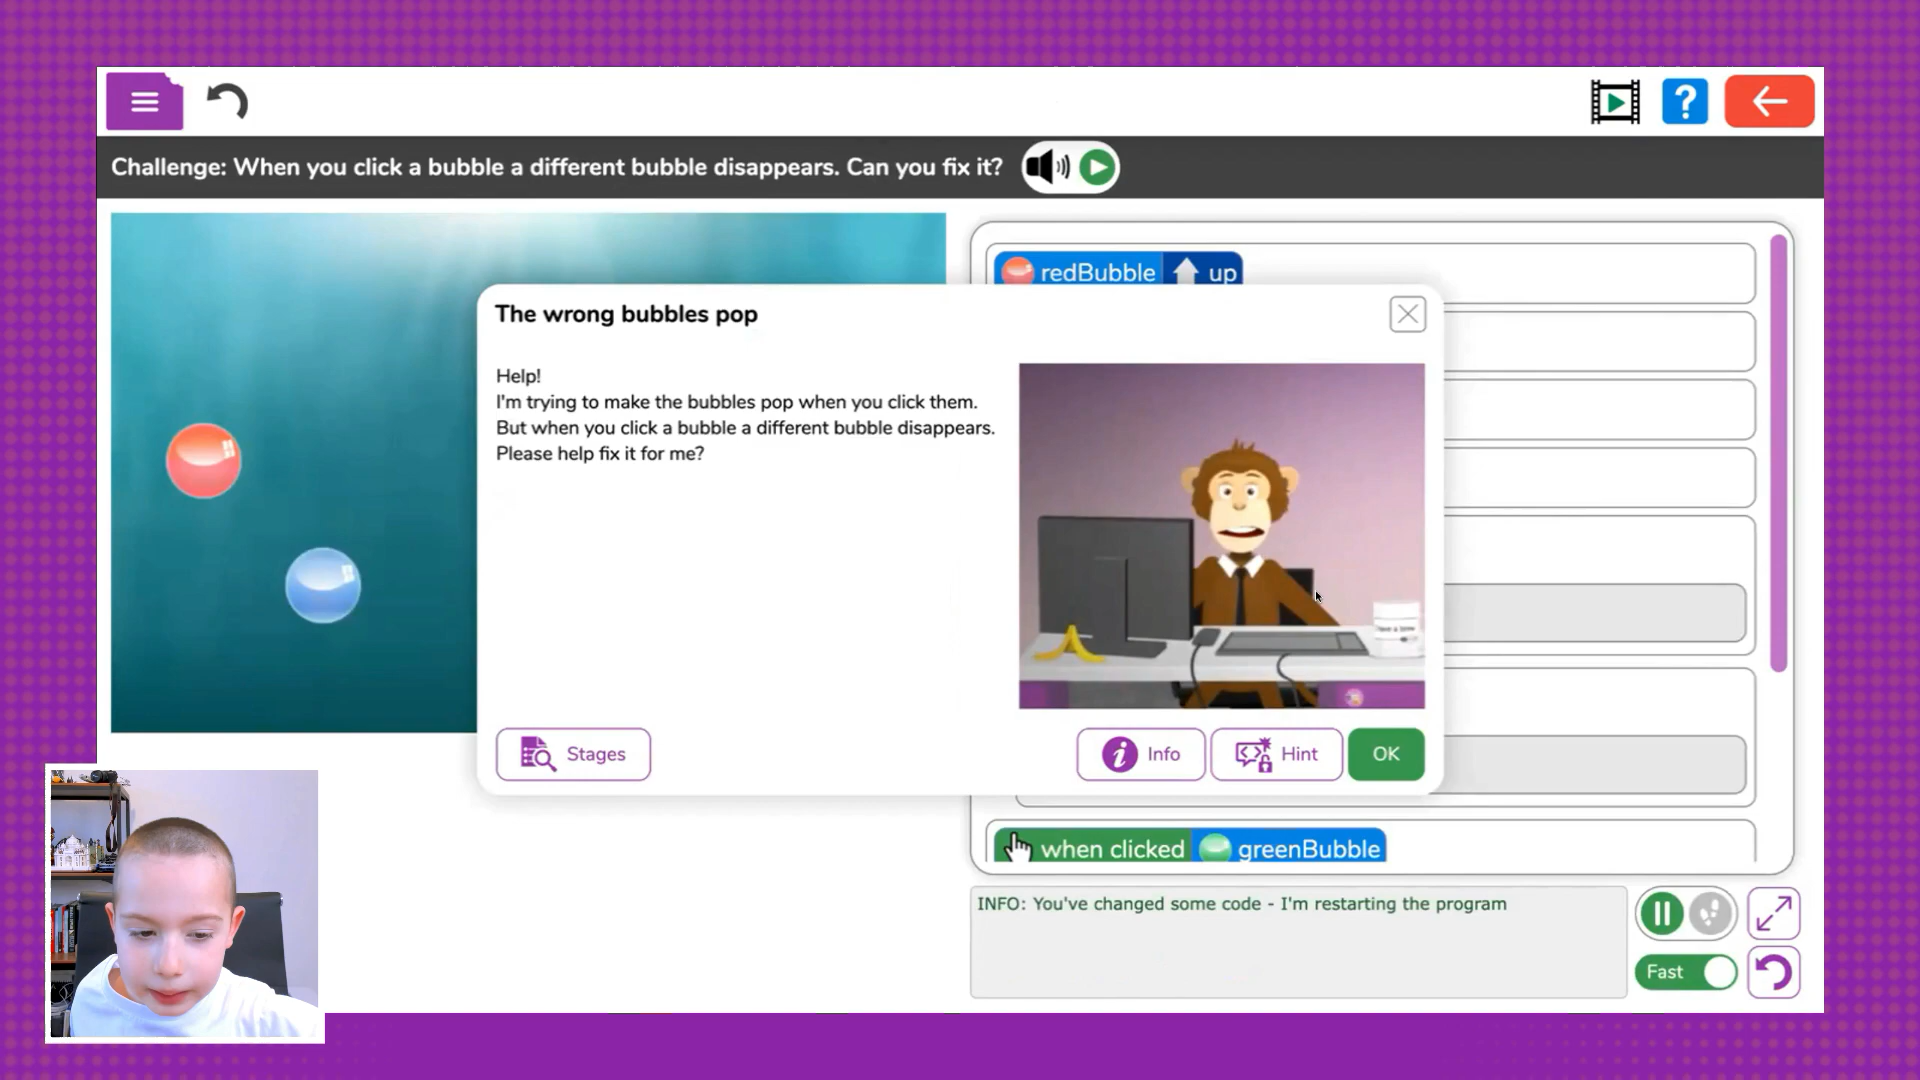 Challenge: When you click a bubble a different bubble disappears. Can you fix it?
redBubble up
The wrong bubbles pop
Help!
I'm trying to make the bubbles pop when you click them.
But when you click a bubble a different bubble disappears.
Please help fix it for me?
Stages
Info
Hint
OK
when clicked greenBubble
INFO: You've changed some code - I'm restarting the program
Fast